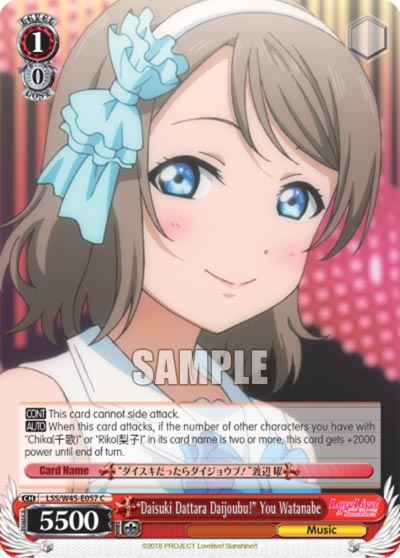 LEVEL
1
0
COST
SAMPLE
CONT This card cannot side attack.
AUTO When this card attacks, if the number of other characters you have with
"Chika(千歌)" or "Riko(梨子)" in its card name is two or more, this card gets +2000
power until end of turn.
Card Name
"ダイスキだったらダイジョウブ!" 渡辺 曜
CH LSS/W45-E057 C
5500
"Daisuki Dattara Daijoubu!" You Watanabe
LoveLive!
Sunshine!!
Music
©2016 PROJECT Lovelive! Sunshine!!